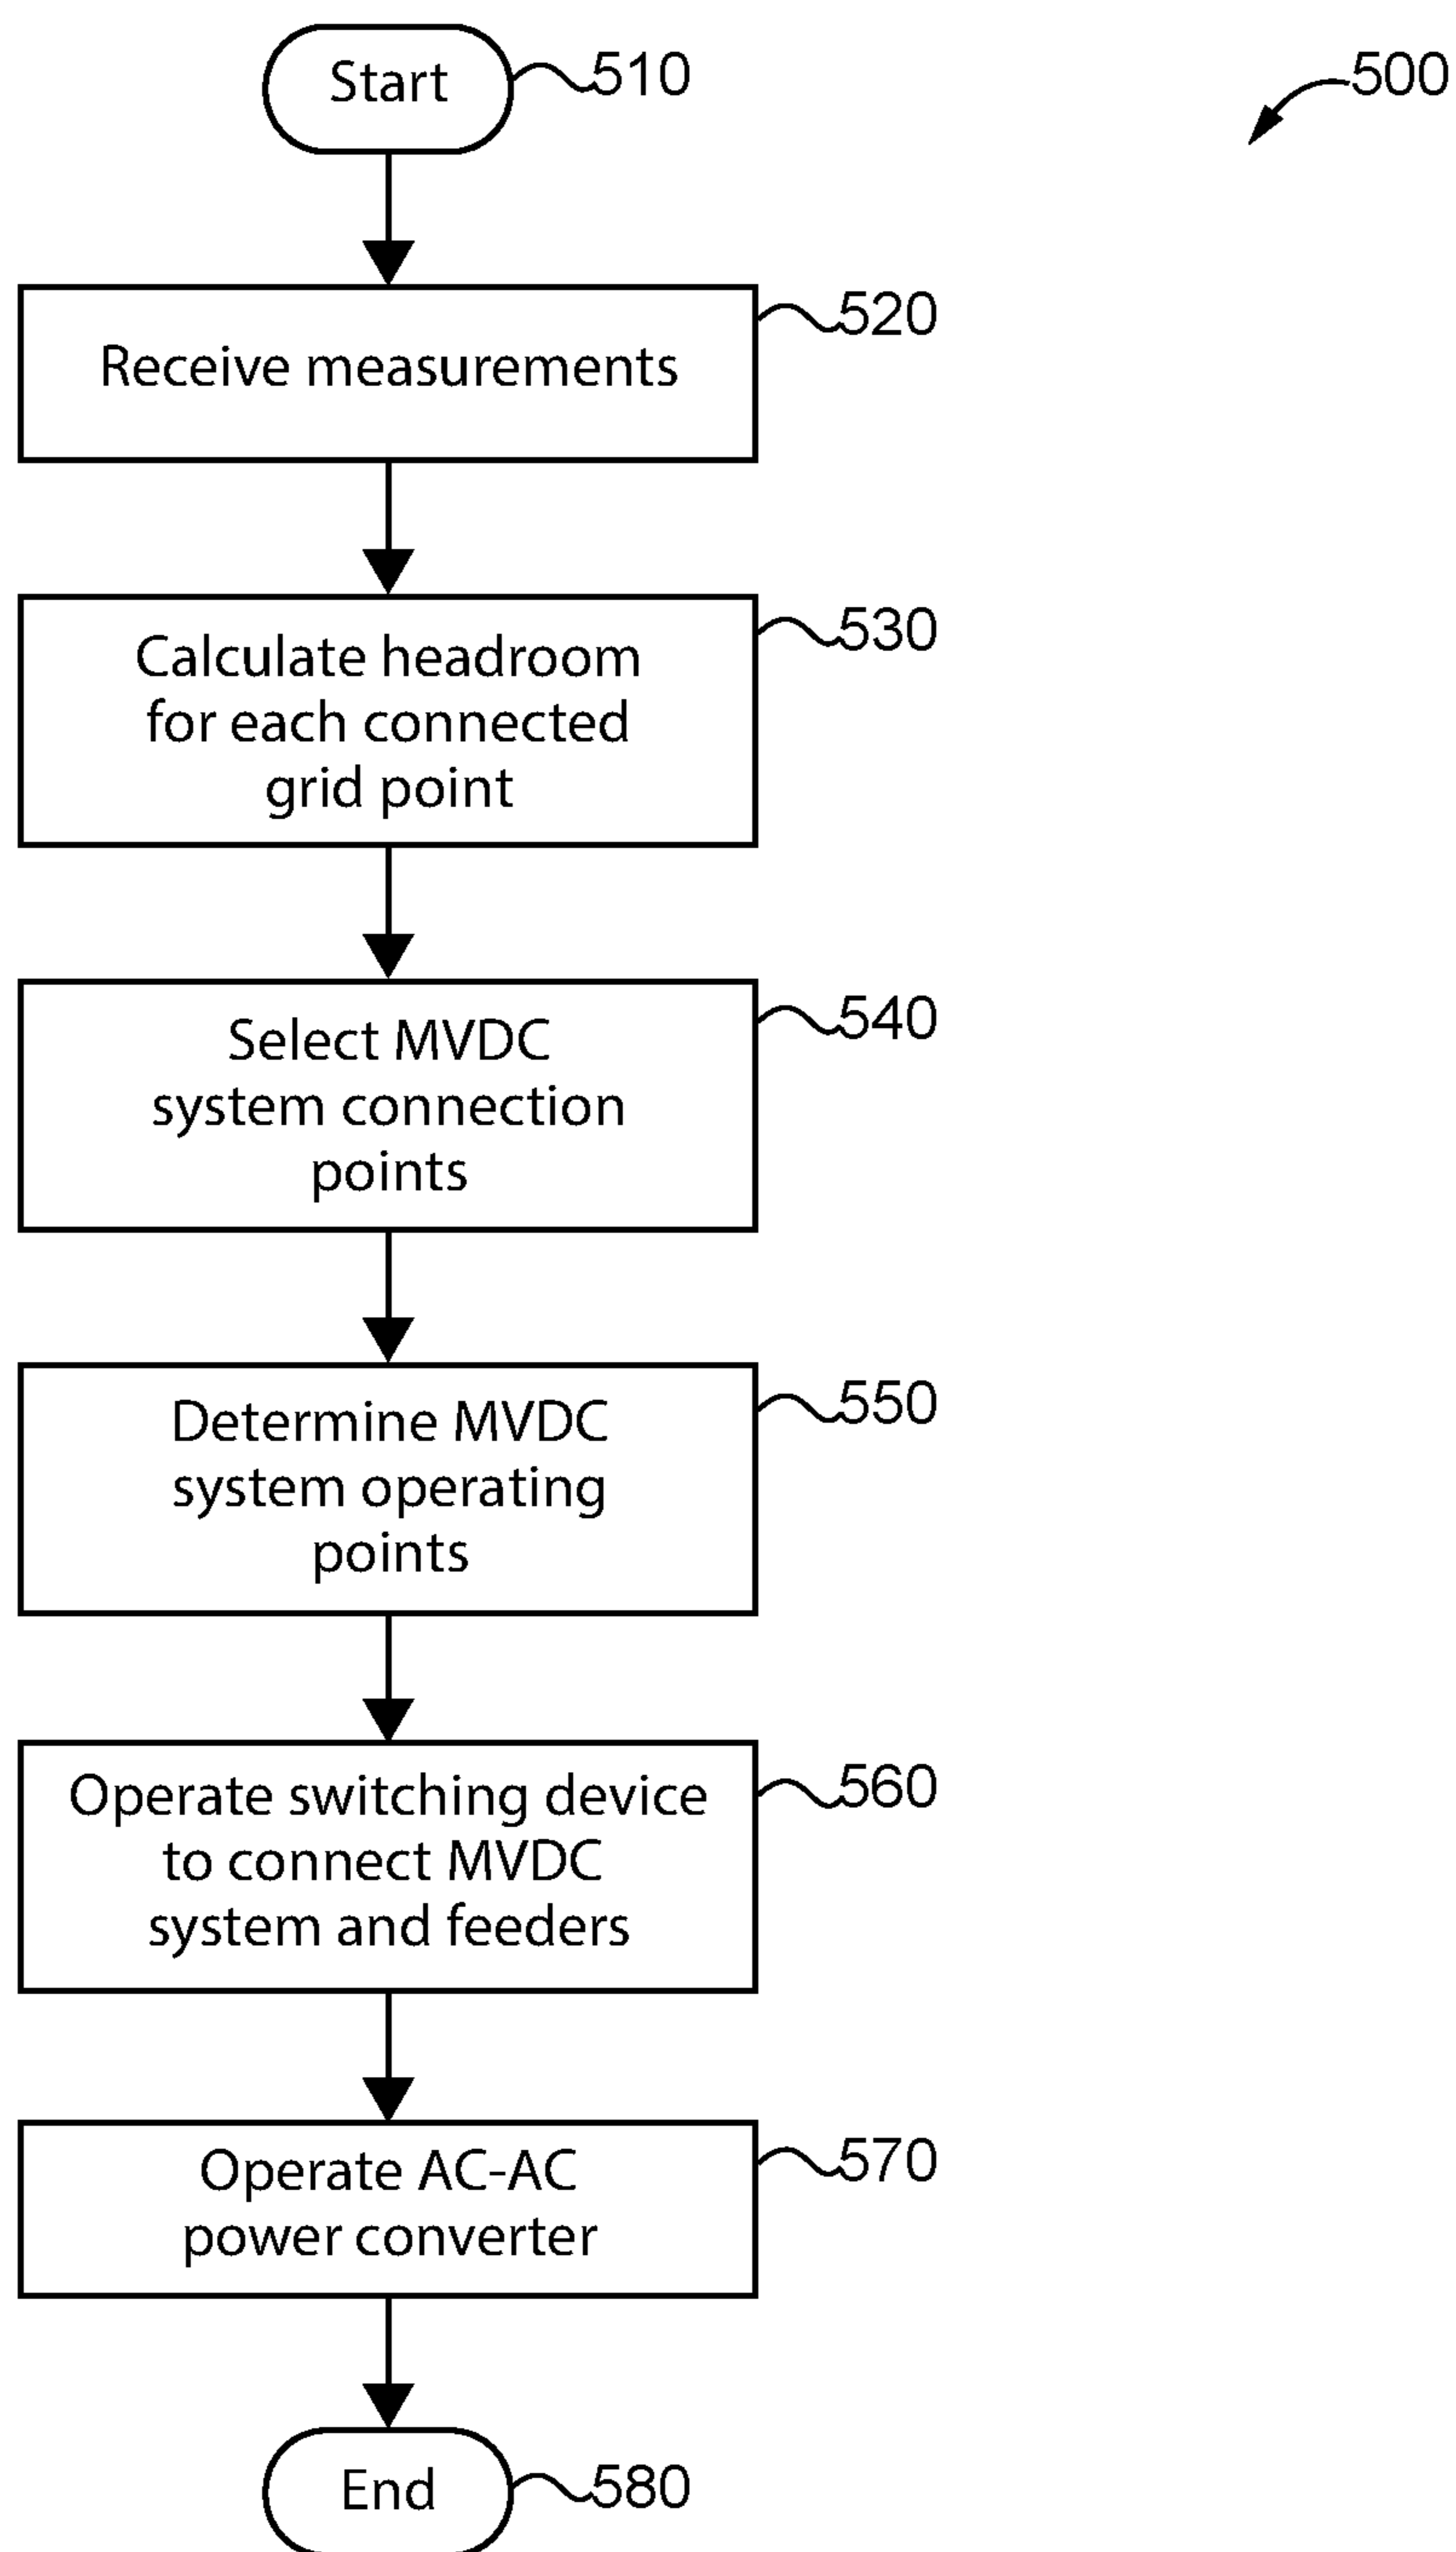 Start
510
500
Receive measurements
520
Calculate headroom
for each connected
grid point
530
Select MVDC
system connection
points
540
Determine MVDC
system operating
points
550
Operate switching device
to connect MVDC
system and feeders
560
Operate AC-AC
power converter
570
End
580